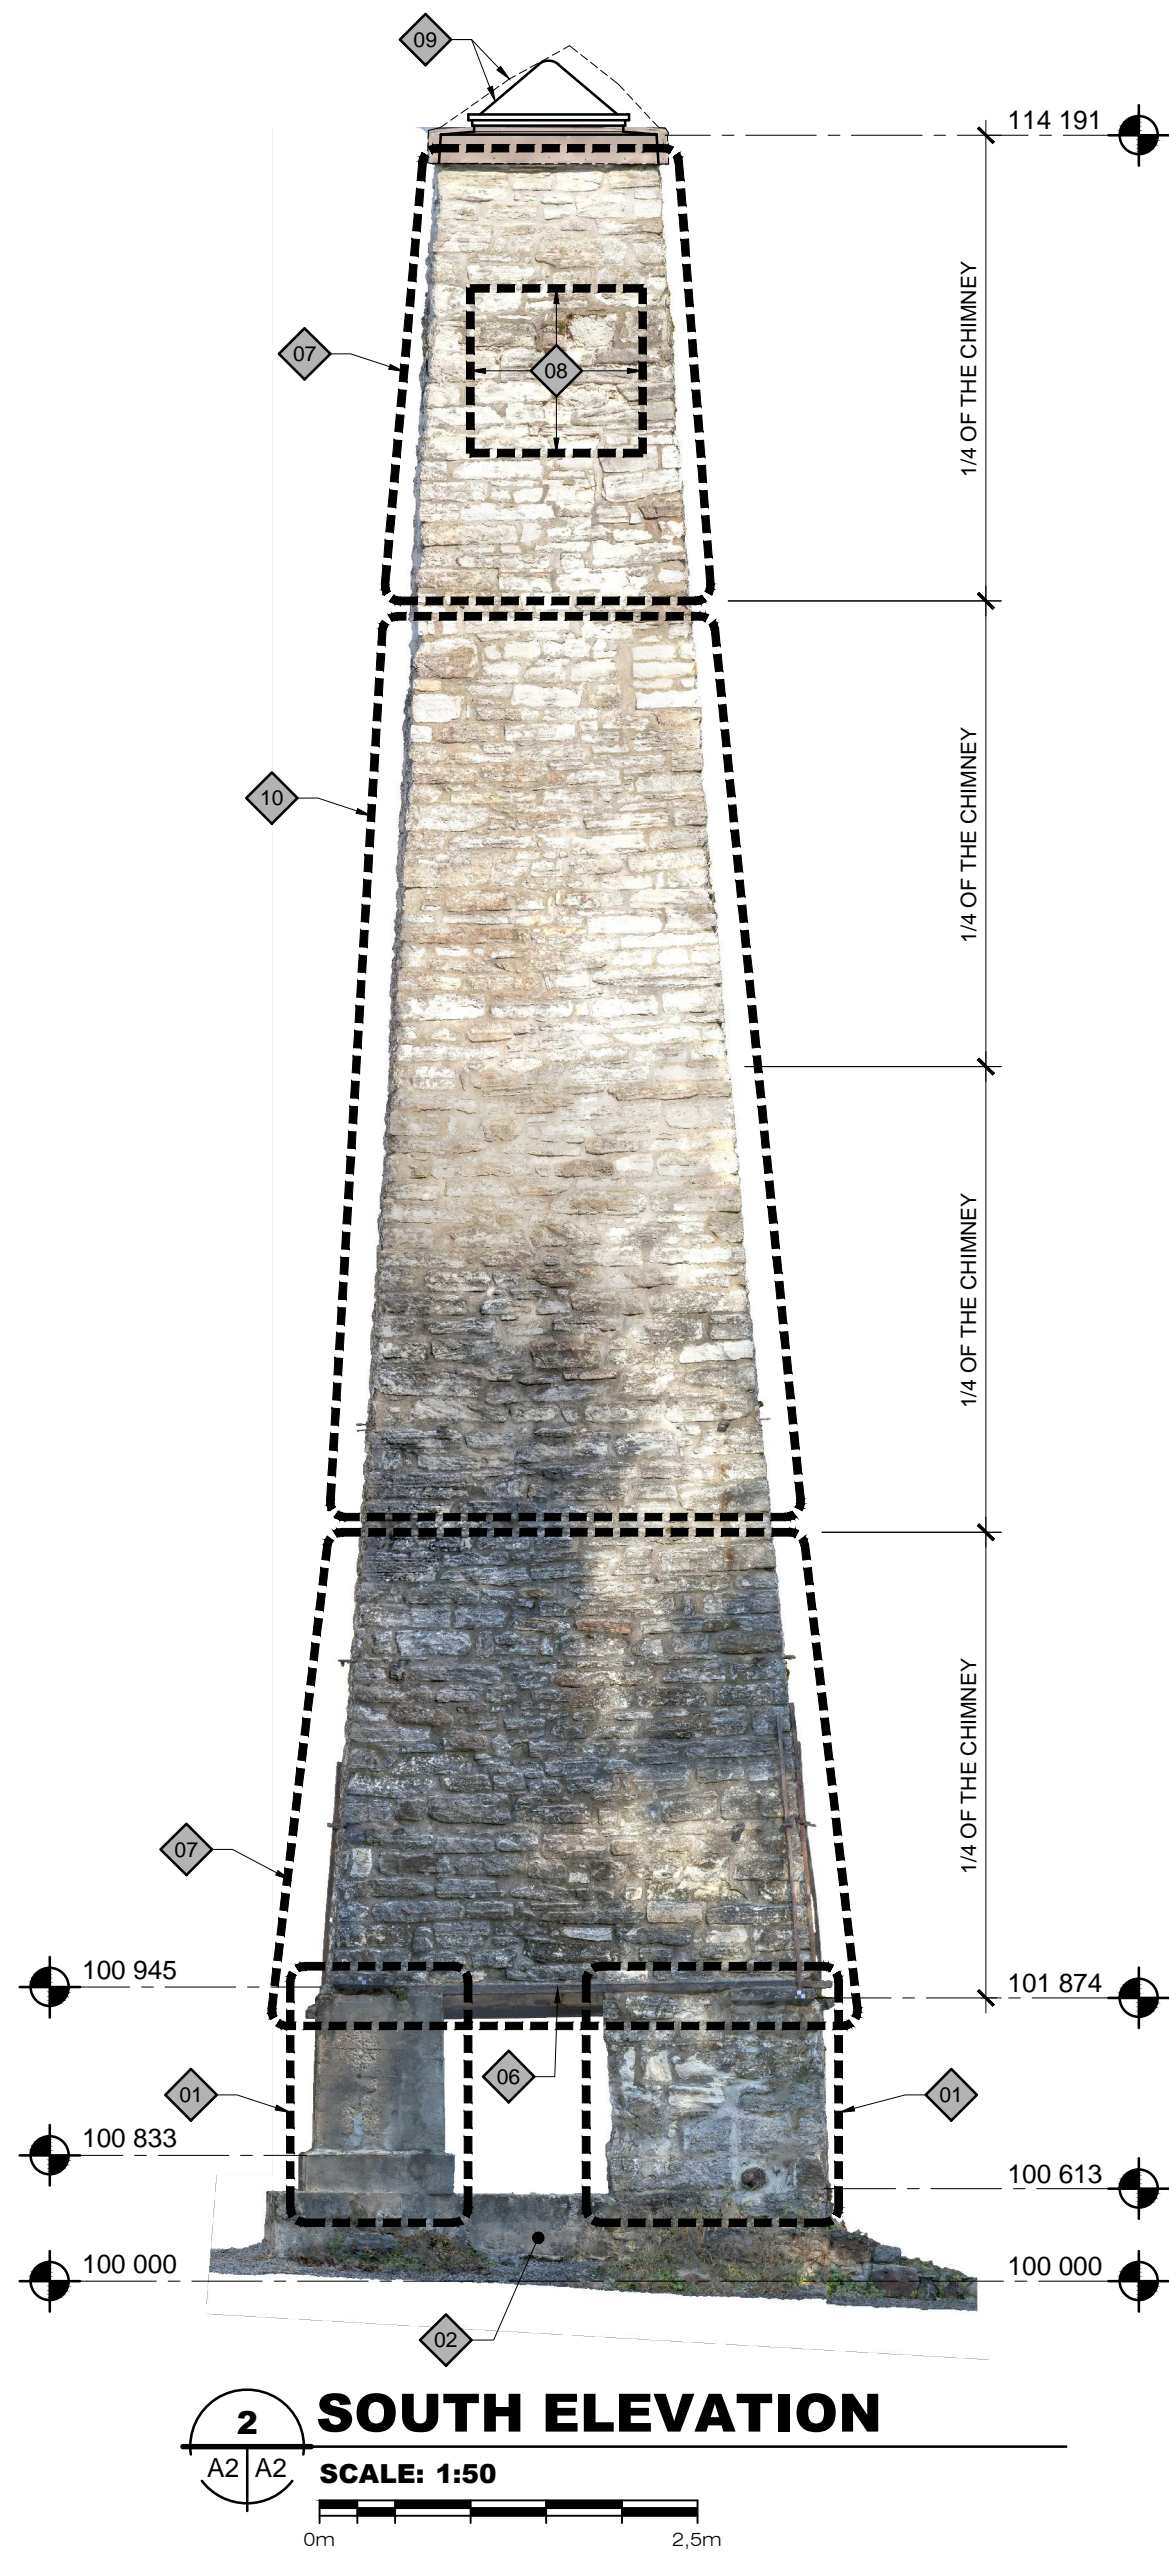 09
114 191
1/4 OF THE CHIMNEY
07
08
1/4 OF THE CHIMNEY
10
1/4 OF THE CHIMNEY
1/4 OF THE CHIMNEY
07
100 945
101 874
06
01
01
100 833
100 613
100 000
100 000
02
2
A2 A2
SOUTH ELEVATION
SCALE: 1:50
0m 2,5m